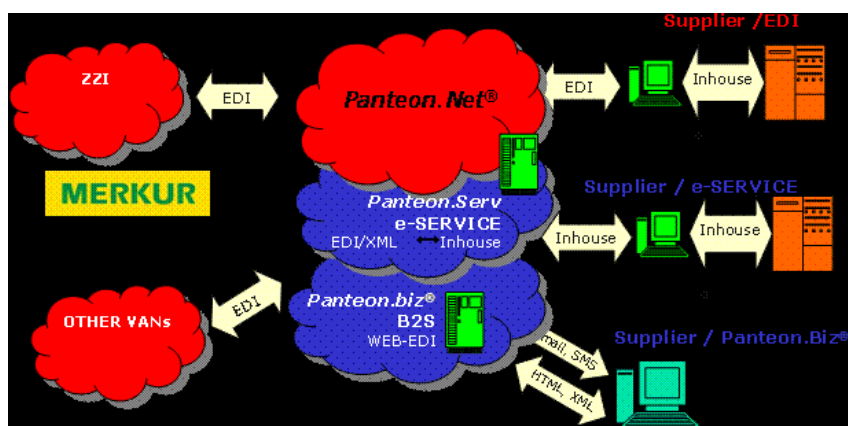 Supplier /EDI
ZZI
EDI
Panteon.Net®
EDI
Inhouse
MERKUR
Supplier / e-SERVICE
Panteon.Serv
e-SERVICE
EDI/XML Inhouse
Inhouse
Inhouse
OTHER VANs
EDI
Panteon.biz®
B2S
WEB-EDI
Supplier / Panteon.Biz®
SMS
HTML, XML